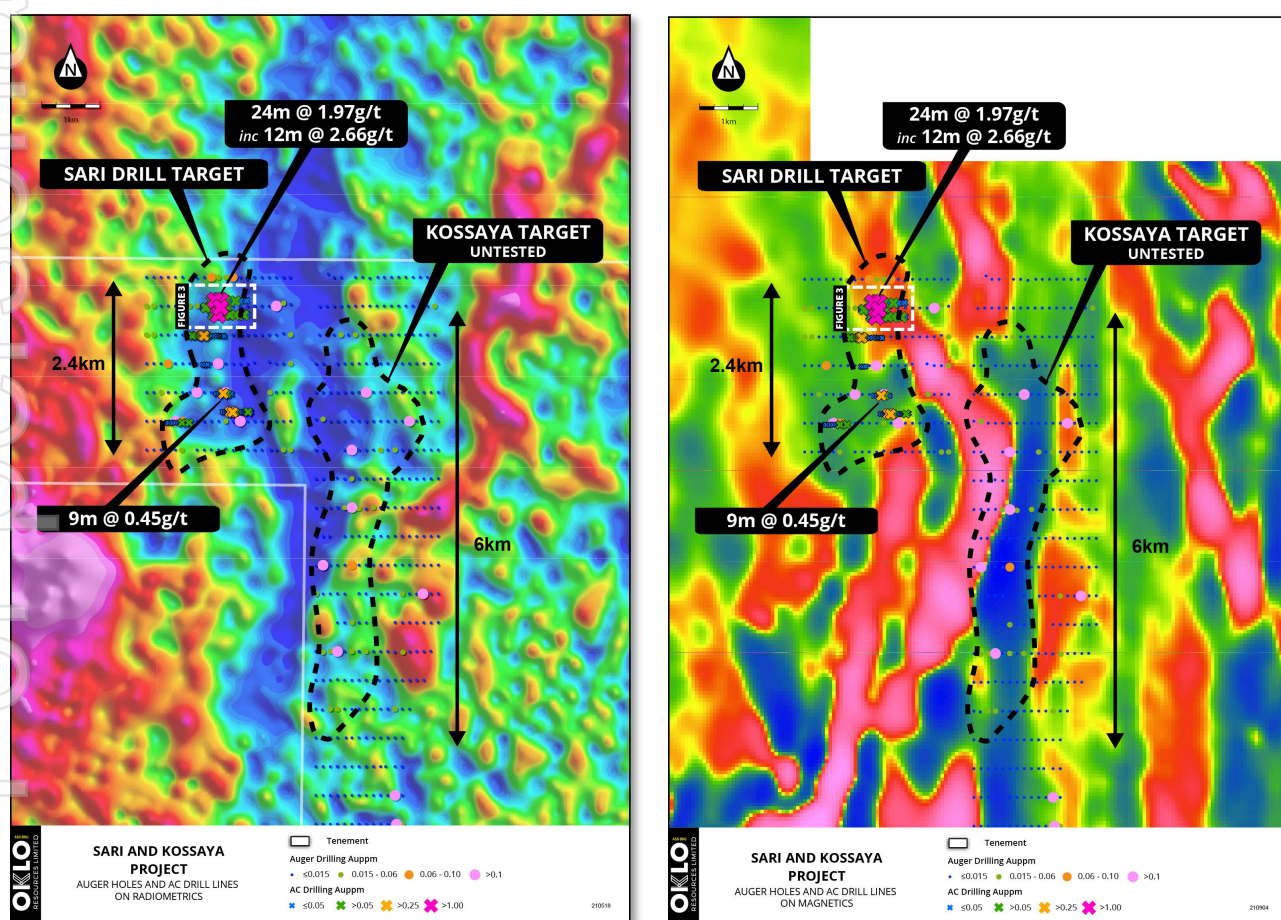 N
1km
24m @ 1.97g/t
inc 12m @ 2.66g/t
SARI DRILL TARGET
KOSSAYA TARGET
UNTESTED
FIGURE 3
2.4km
9m @ 0.45g/t
6km
ASX:OKU
OKLO
RESOURCES LIMITED
SARI AND KOSSAYA
PROJECT
AUGER HOLES AND AC DRILL LINES
ON RADIOMETRICS
Tenement
Auger Drilling Auppm
≤0.015 0.015 - 0.06 0.06 - 0.10 >0.1
AC Drilling Auppm
≤0.05 >0.05 >0.25 >1.00
210518
N
1km
24m @ 1.97g/t
inc 12m @ 2.66g/t
SARI DRILL TARGET
KOSSAYA TARGET
UNTESTED
FIGURE 3
2.4km
9m @ 0.45g/t
6km
ASX:OKU
OKLO
RESOURCES LIMITED
SARI AND KOSSAYA
PROJECT
AUGER HOLES AND AC DRILL LINES
ON MAGNETICS
Tenement
Auger Drilling Auppm
≤0.015 0.015 - 0.06 0.06 - 0.10 >0.1
AC Drilling Auppm
≤0.05 >0.05 >0.25 >1.00
210904